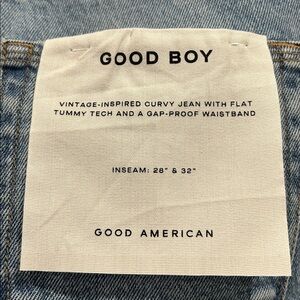 GOOD BOY
VINTAGE-INSPIRED CURVY JEAN WITH FLAT
TUMMY TECH AND A GAP-PROOF WAISTBAND
INSEAM: 28" & 32"
GOOD AMERICAN